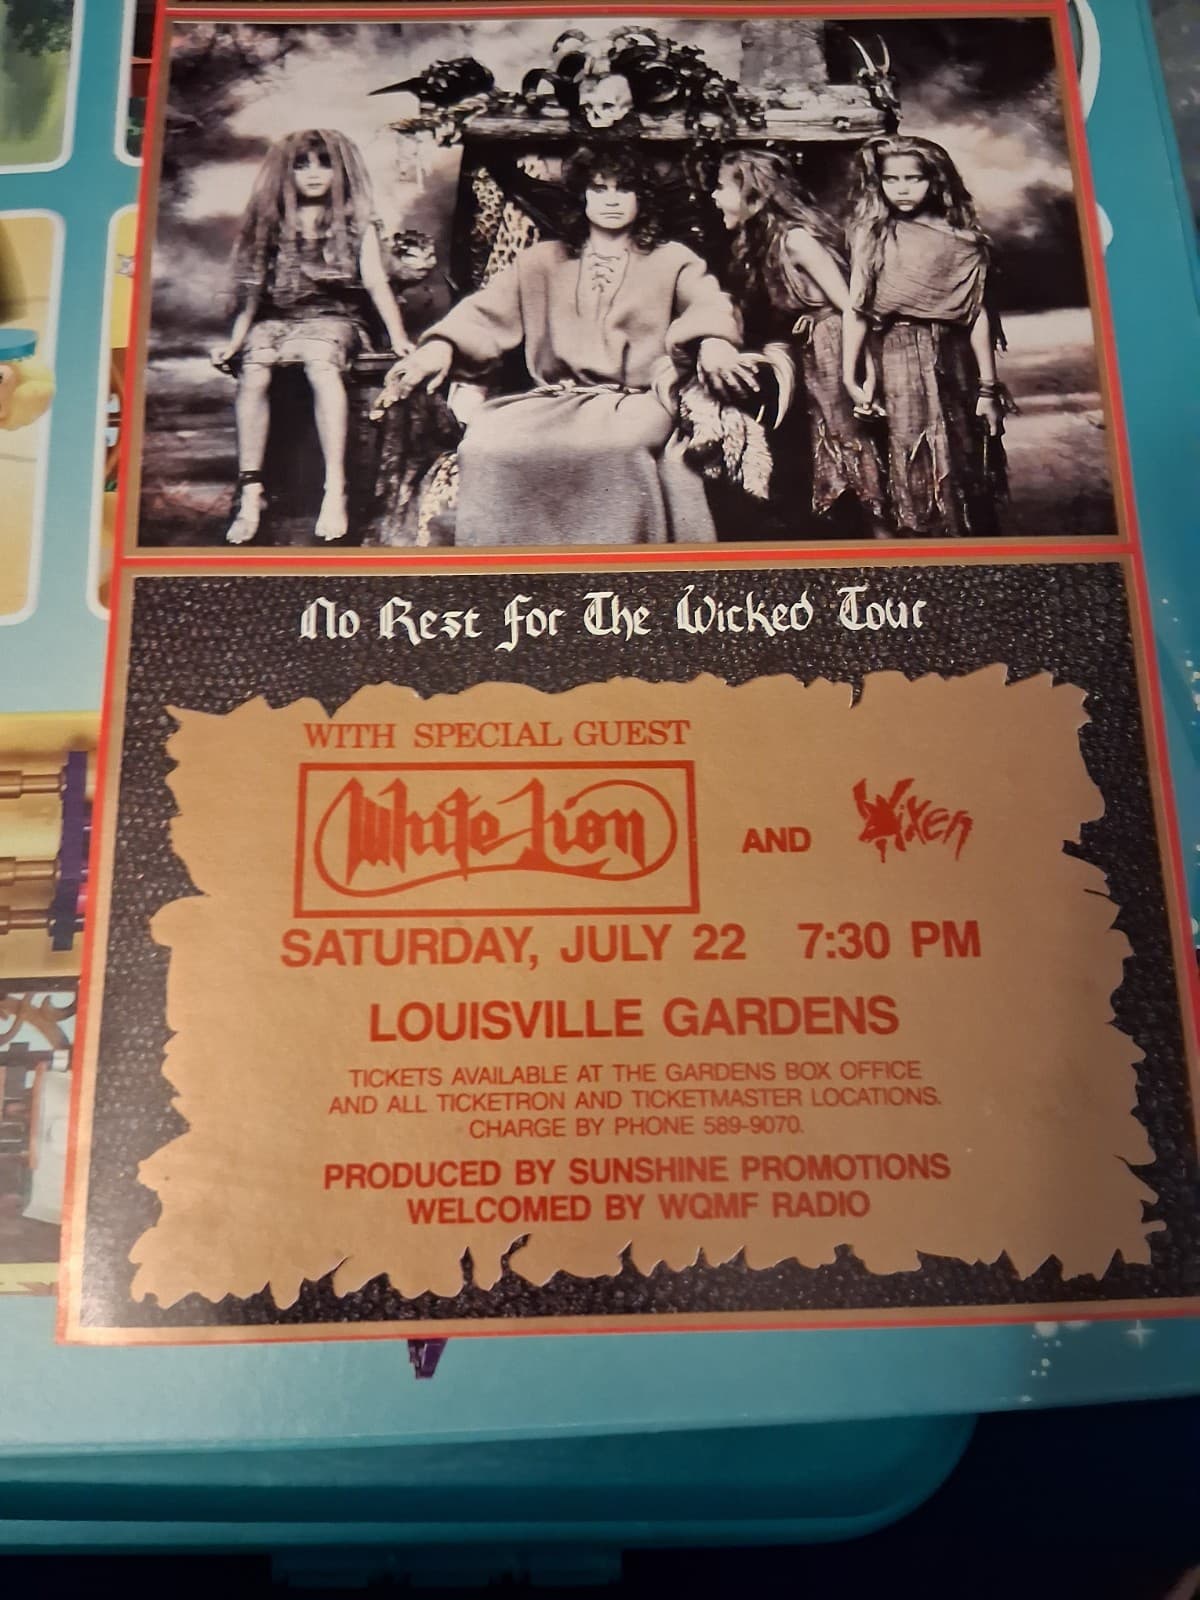 No Rest for The Wicked Tour
WITH SPECIAL GUEST
White Lion AND Vixen
SATURDAY, JULY 22 7:30 PM
LOUISVILLE GARDENS
TICKETS AVAILABLE AT THE GARDENS BOX OFFICE
AND ALL TICKETRON AND TICKETMASTER LOCATIONS.
CHARGE BY PHONE 589-9070.
PRODUCED BY SUNSHINE PROMOTIONS
WELCOMED BY WQMF RADIO